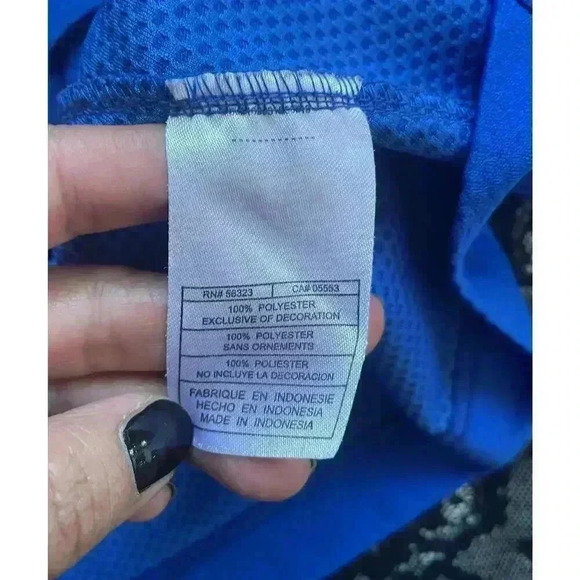 RN# 56323 CA# 05553
100% POLYESTER
EXCLUSIVE OF DECORATION
100% POLYESTER
SANS ORNEMENTS
100% POLIESTER
NO INCLUYE LA DECORACION
FABRIQUE EN INDONESIE
HECHO EN INDONESIA
MADE IN INDONESIA